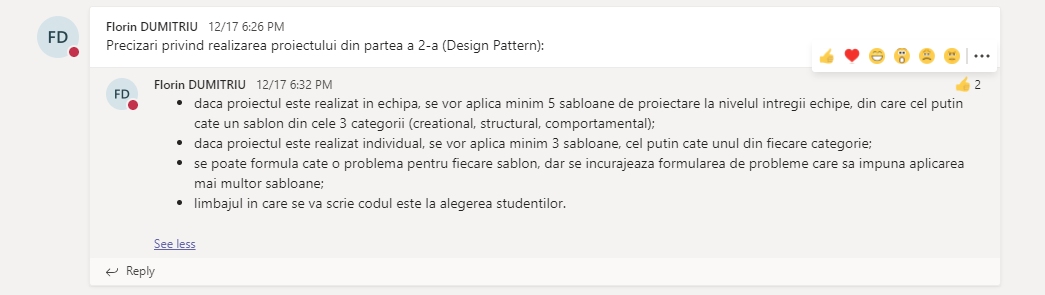 FD
Florin DUMITRIU 12/17 6:26 PM
Precizari privind realizarea proiectului din partea a 2-a (Design Pattern):
FD
Florin DUMITRIU 12/17 6:32 PM
2
• daca proiectul este realizat in echipa, se vor aplica minim 5 sabloane de proiectare la nivelul intregii echipe, din care cel putin
cate un sablon din cele 3 categorii (creational, structural, comportamental);
• daca proiectul este realizat individual, se vor aplica minim 3 sabloane, cel putin cate unul din fiecare categorie;
• se poate formula cate o problema pentru fiecare sablon, dar se incurajeaza formularea de probleme care sa impuna aplicarea
mai multor sabloane;
• limbajul in care se va scrie codul este la alegerea studentilor.
See less
Reply